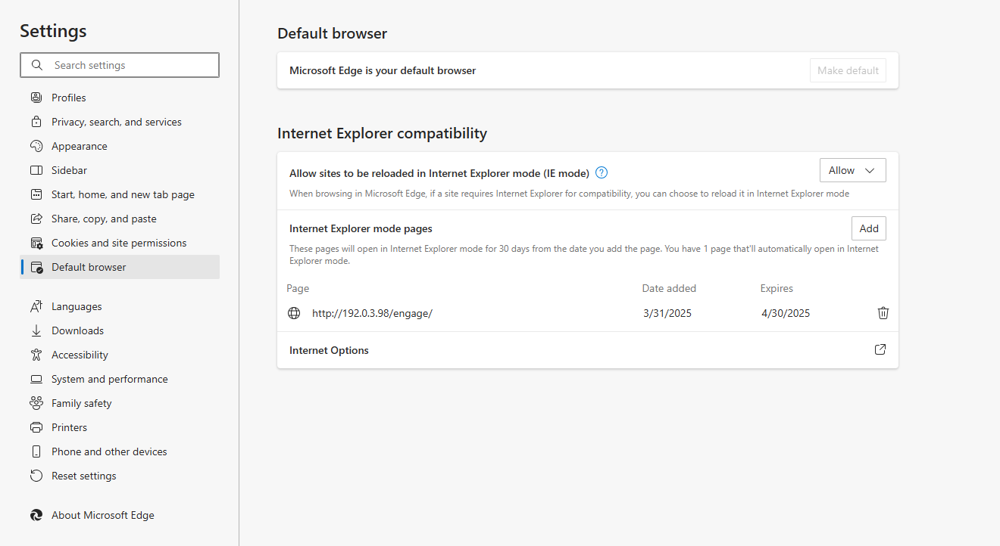 Settings
Search settings
Profiles
Privacy, search, and services
Appearance
Sidebar
Start, home, and new tab page
Share, copy, and paste
Cookies and site permissions
Default browser
Languages
Downloads
Accessibility
System and performance
Family safety
Printers
Phone and other devices
Reset settings
About Microsoft Edge
Default browser
Microsoft Edge is your default browser
Make default
Internet Explorer compatibility
Allow sites to be reloaded in Internet Explorer mode (IE mode) ?
Allow
When browsing in Microsoft Edge, if a site requires Internet Explorer for compatibility, you can choose to reload it in Internet Explorer mode
Internet Explorer mode pages
Add
These pages will open in Internet Explorer mode for 30 days from the date you add the page. You have 1 page that'll automatically open in Internet
Explorer mode.
Page Date added Expires
http://192.0.3.98/engage/ 3/31/2025 4/30/2025
Internet Options